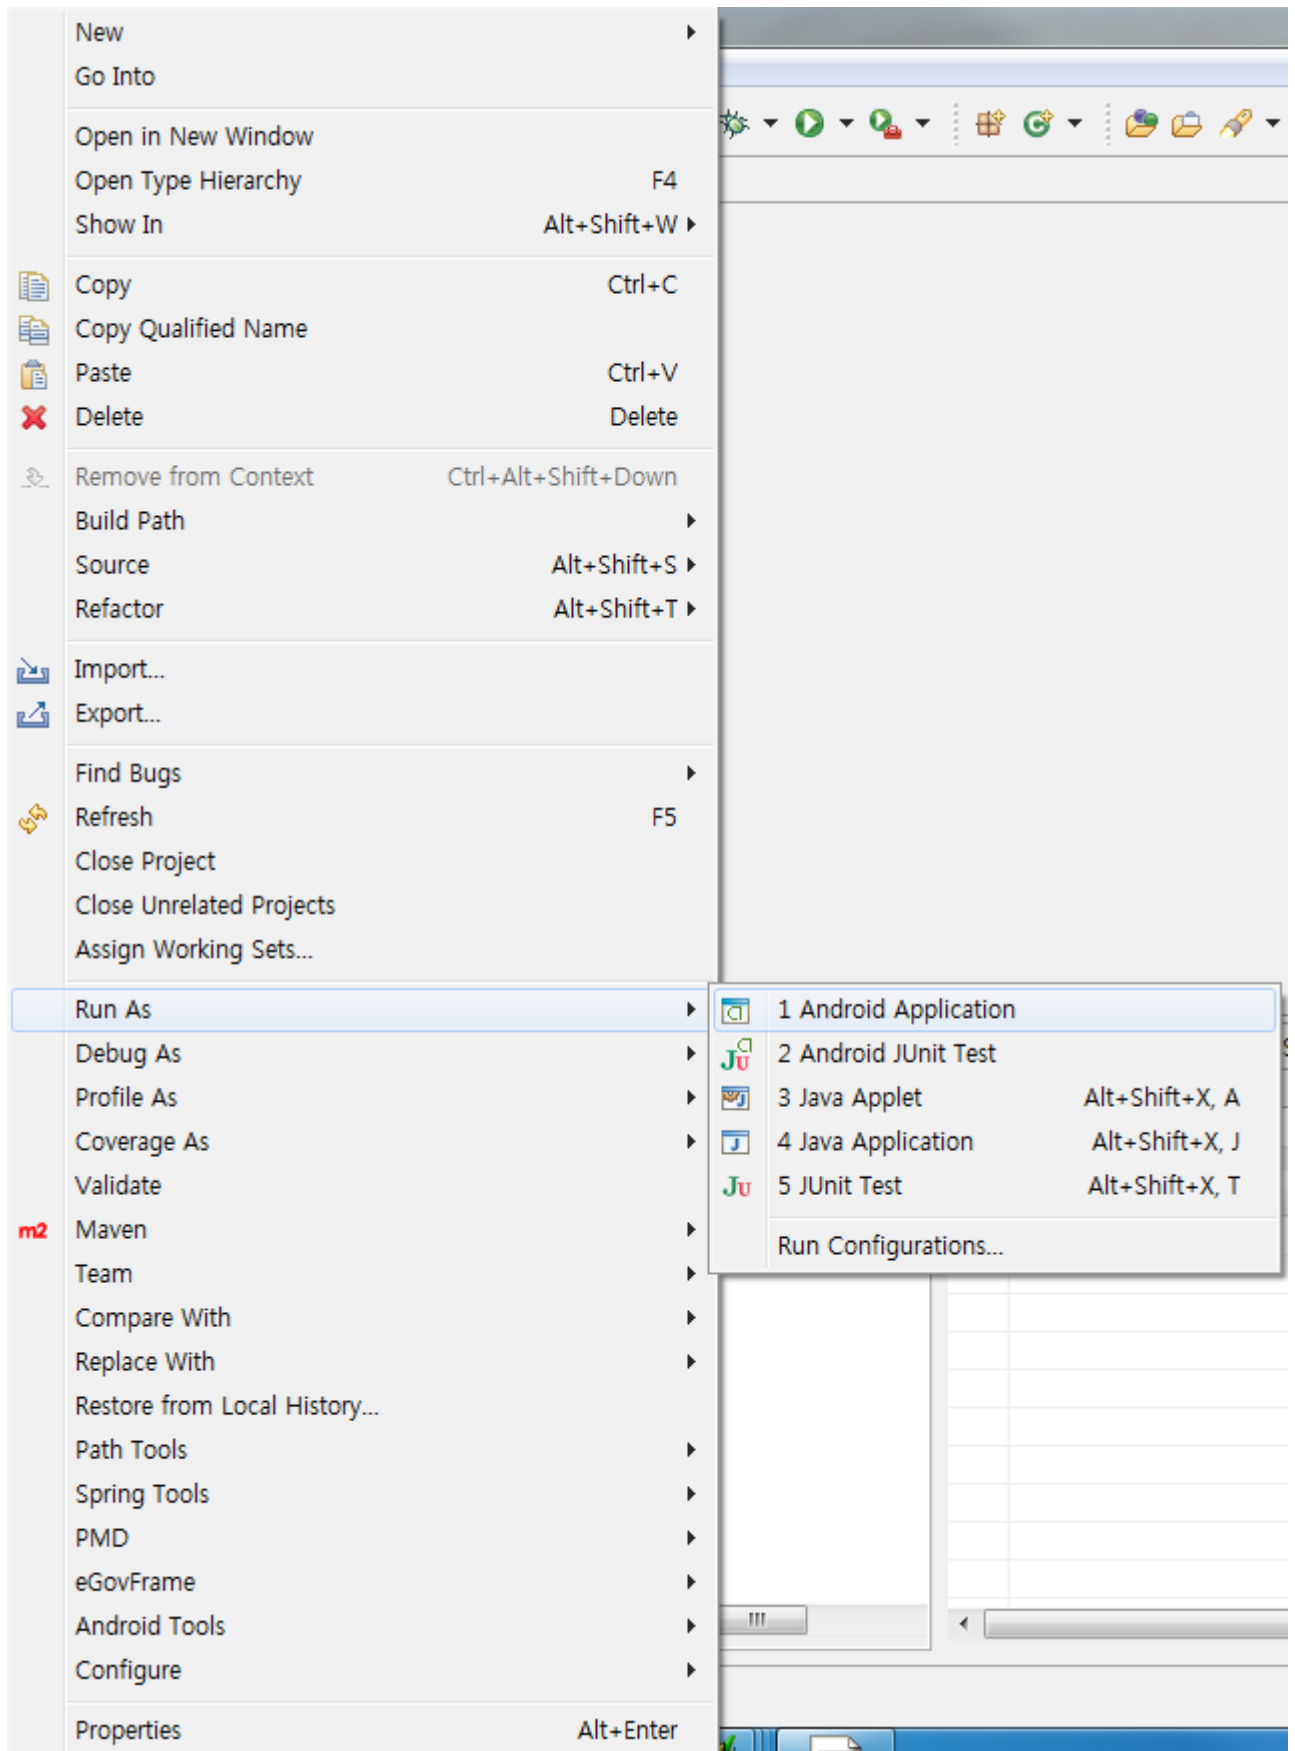 New
Go Into
Open in New Window
Open Type Hierarchy F4
Show In Alt+Shift+W
Copy Ctrl+C
Copy Qualified Name
Paste Ctrl+V
Delete Delete
Remove from Context Ctrl+Alt+Shift+Down
Build Path
Source Alt+Shift+S
Refactor Alt+Shift+T
Import...
Export...
Find Bugs
Refresh F5
Close Project
Close Unrelated Projects
Assign Working Sets...
Run As
Debug As
Profile As
Coverage As
Validate
m2 Maven
Team
Compare With
Replace With
Restore from Local History...
Path Tools
Spring Tools
PMD
eGovFrame
Android Tools
Configure
Properties Alt+Enter
1 Android Application
2 Android JUnit Test
3 Java Applet Alt+Shift+X, A
4 Java Application Alt+Shift+X, J
5 JUnit Test Alt+Shift+X, T
Run Configurations...